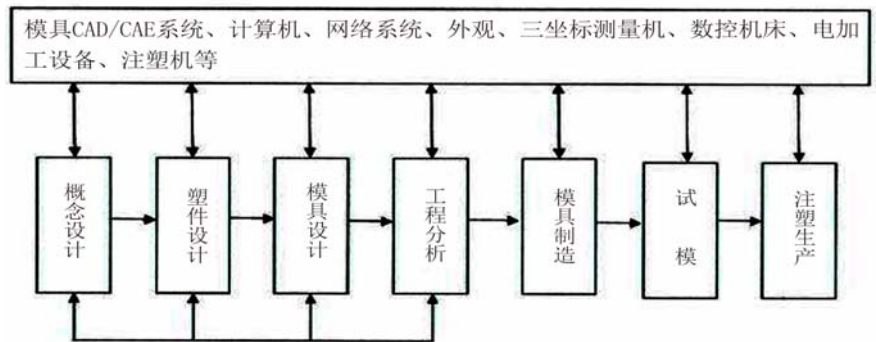 模具CAD/CAE系统、计算机、网络系统、外观、三坐标测量机、数控机床、电加
工设备、注塑机等
概念设计
塑件设计
模具设计
工程分析
模具制造
试模
注塑生产